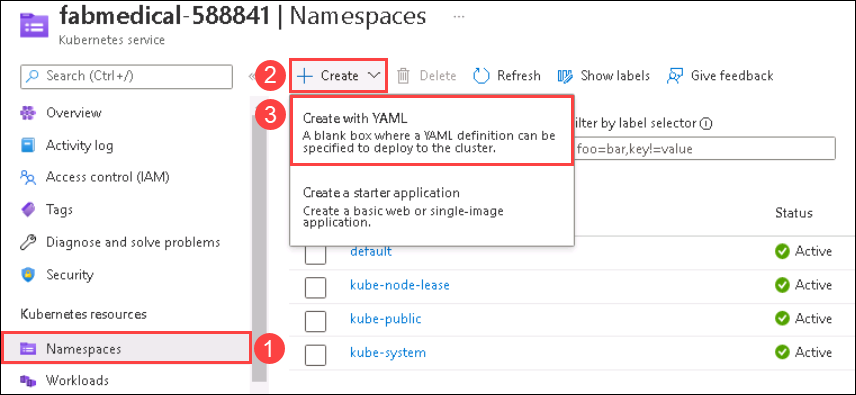 fabmedical-588841 | Namespaces ...
Kubernetes service
Search (Ctrl+/)
«
2
+ Create
Delete
Refresh
Show labels
Give feedback
3
Create with YAML
A blank box where a YAML definition can be
specified to deploy to the cluster.
Create a starter application
Create a basic web or single-image
application.
ilter by label selector
foo=bar,key!=value
Overview
Activity log
Access control (IAM)
Tags
Diagnose and solve problems
Security
Kubernetes resources
Namespaces
1
Workloads
Status
default
Active
kube-node-lease
Active
kube-public
Active
kube-system
Active